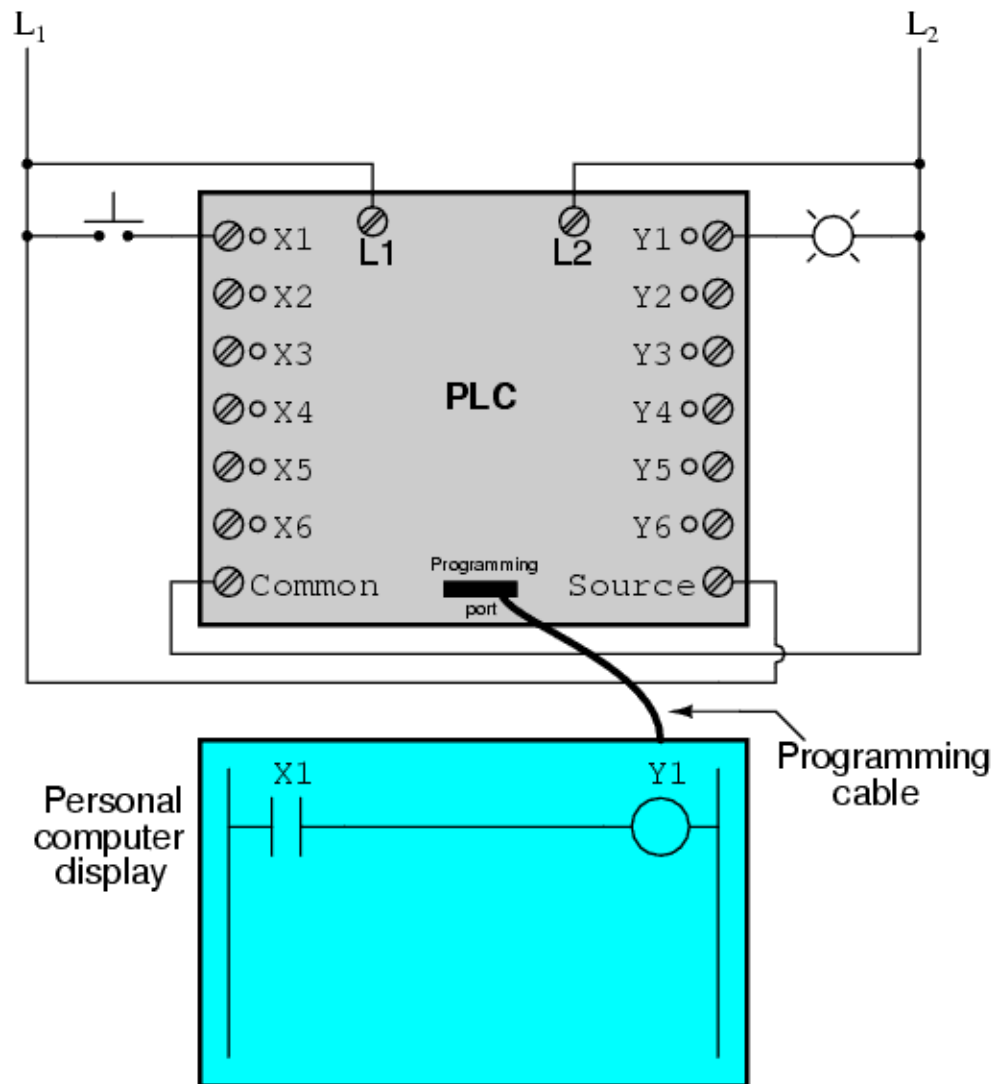 L1
L2
X1
L1
L2
Y1
X2
Y2
X3
Y3
PLC
X4
Y4
X5
Y5
X6
Y6
Common
Programming
port
Source
Programming
cable
Personal
computer
display
X1
Y1